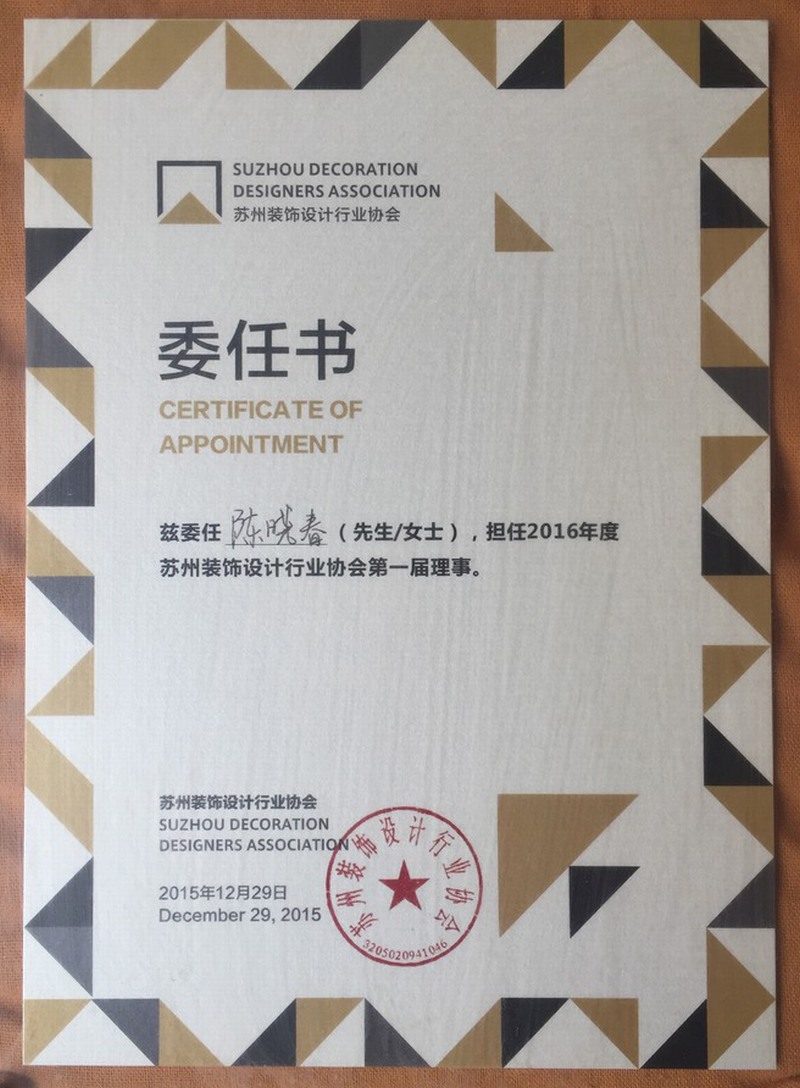 SUZHOU DECORATION
DESIGNERS ASSOCIATION
苏州装饰设计行业协会
委任书
CERTIFICATE OF
APPOINTMENT
兹委任 陈晓春（先生/女士），担任2016年度
苏州装饰设计行业协会第一届理事。
苏州装饰设计行业协会
SUZHOU DECORATION
DESIGNERS ASSOCIATION
2015年12月29日
December 29, 2015
苏州装饰设计行业协会
3205020941046